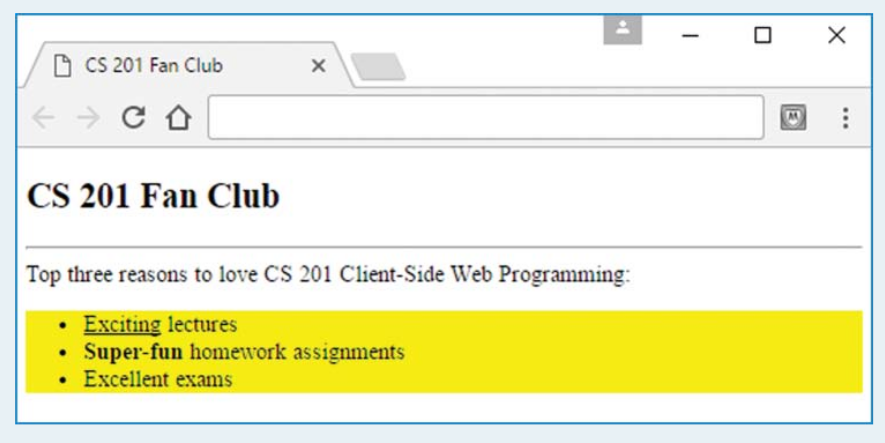 CS 201 Fan Club
CS 201 Fan Club
Top three reasons to love CS 201 Client-Side Web Programming:
• Exciting lectures
• Super-fun homework assignments
• Excellent exams